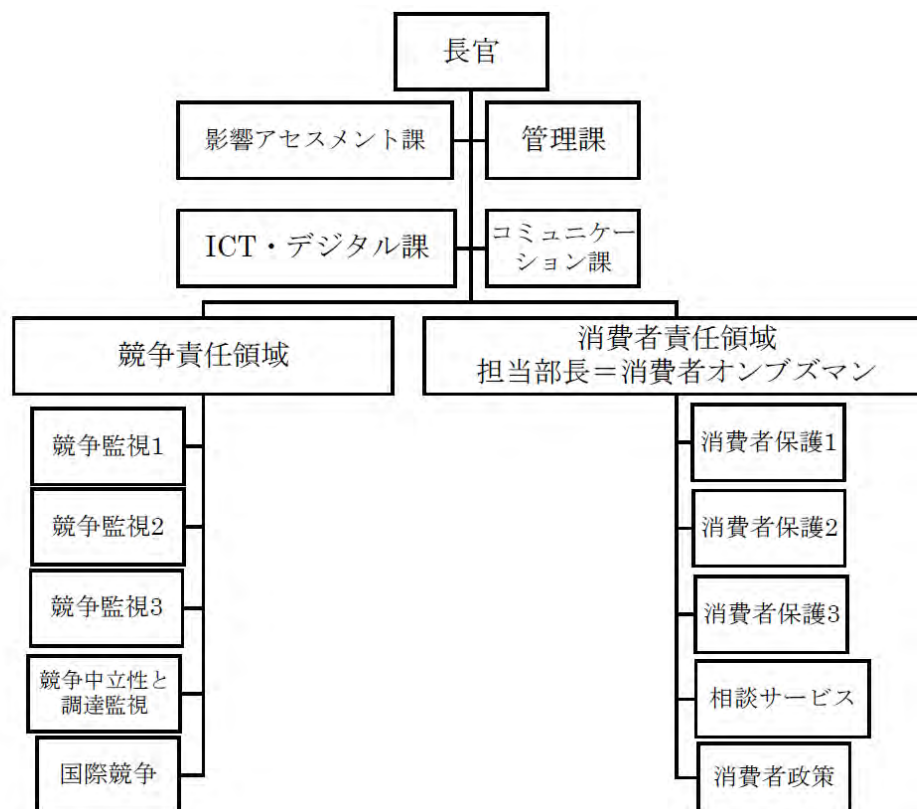 長官
影響アセスメント課
管理課
ICT・デジタル課
コミュニケー
ション課
競争責任領域
消費者責任領域
担当部長＝消費者オンブズマン
競争監視1
競争監視2
競争監視3
競争中立性と
調達監視
国際競争
消費者保護1
消費者保護2
消費者保護3
相談サービス
消費者政策